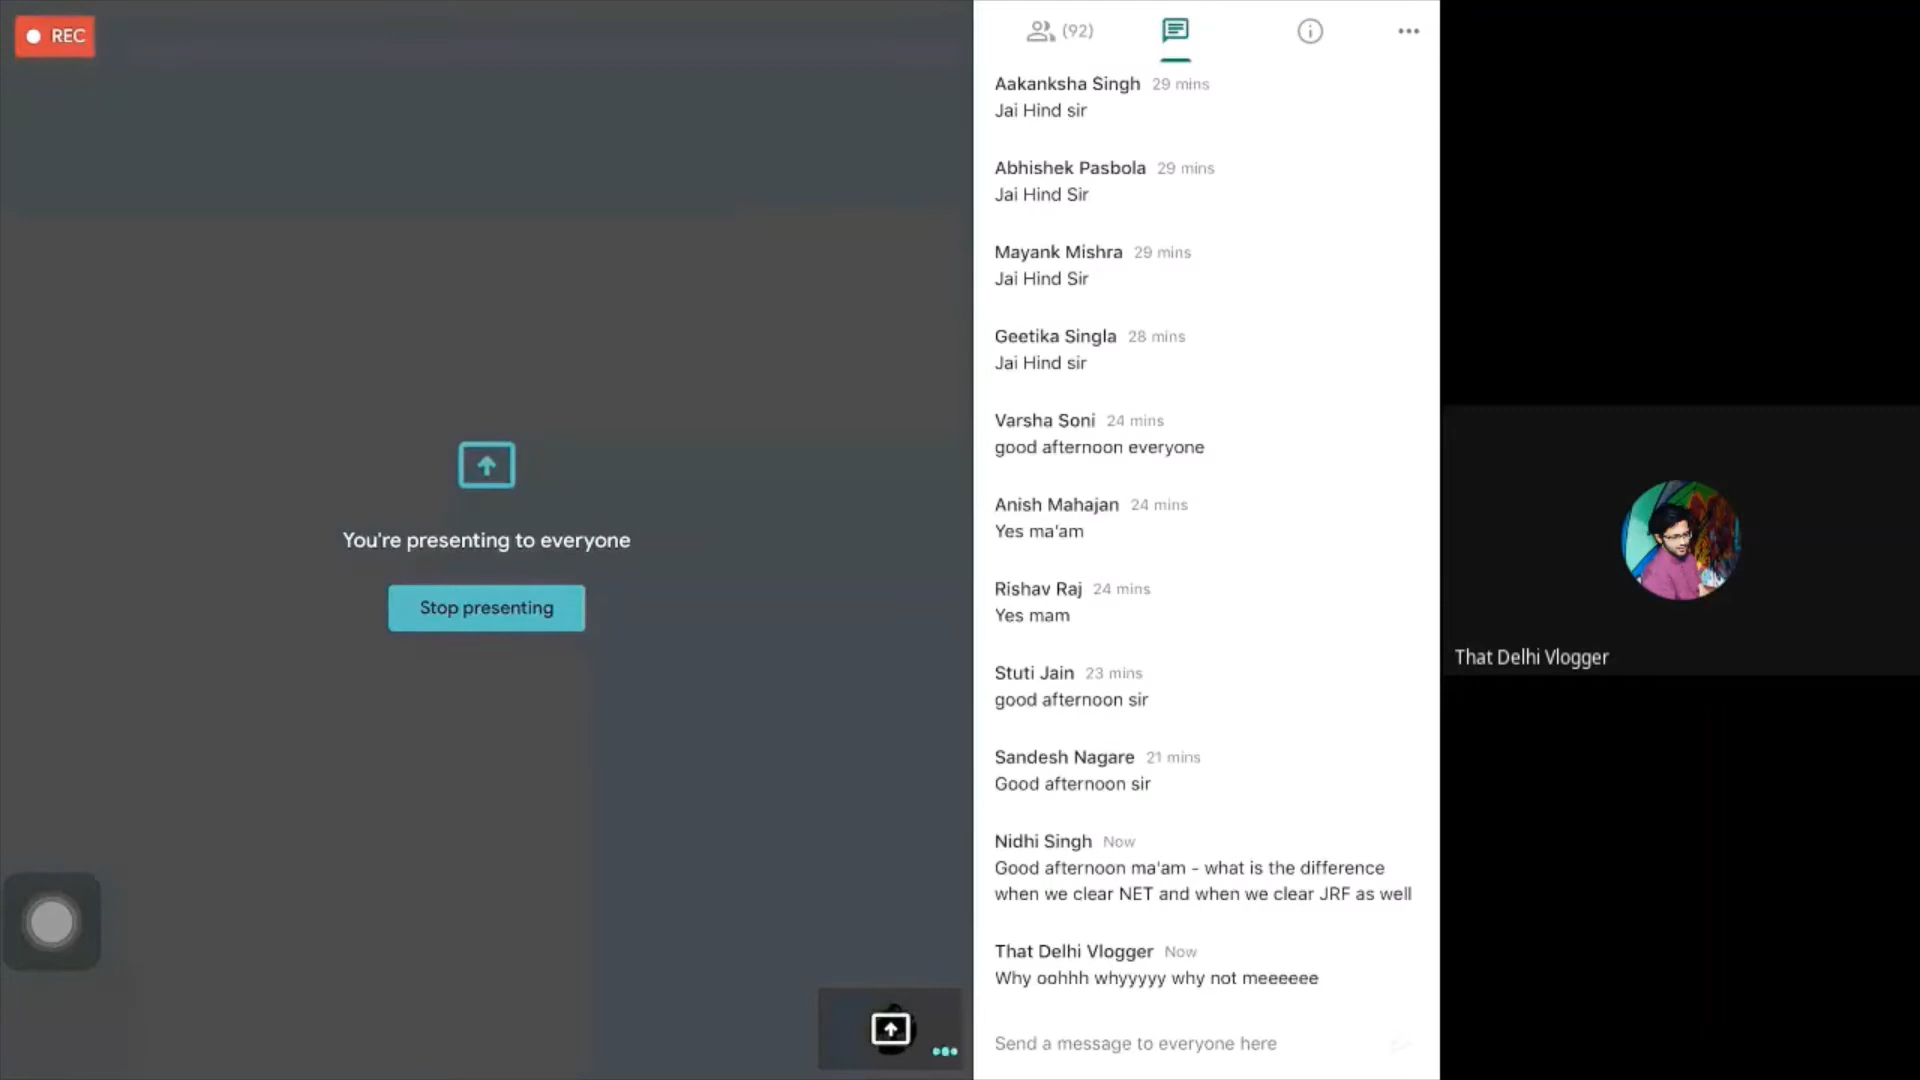 REC
(92)
Aakanksha Singh 29 mins
Jai Hind sir
Abhishek Pasbola 29 mins
Jai Hind Sir
Mayank Mishra 29 mins
Jai Hind Sir
Geetika Singla 28 mins
Jai Hind sir
Varsha Soni 24 mins
good afternoon everyone
Anish Mahajan 24 mins
Yes ma'am
Rishav Raj 24 mins
Yes mam
Stuti Jain 23 mins
good afternoon sir
Sandesh Nagare 21 mins
Good afternoon sir
Nidhi Singh Now
Good afternoon ma'am - what is the difference
when we clear NET and when we clear JRF as well
That Delhi Vlogger Now
Why oohhh whyyyyy why not meeeeee
Send a message to everyone here
You're presenting to everyone
Stop presenting
That Delhi Vlogger